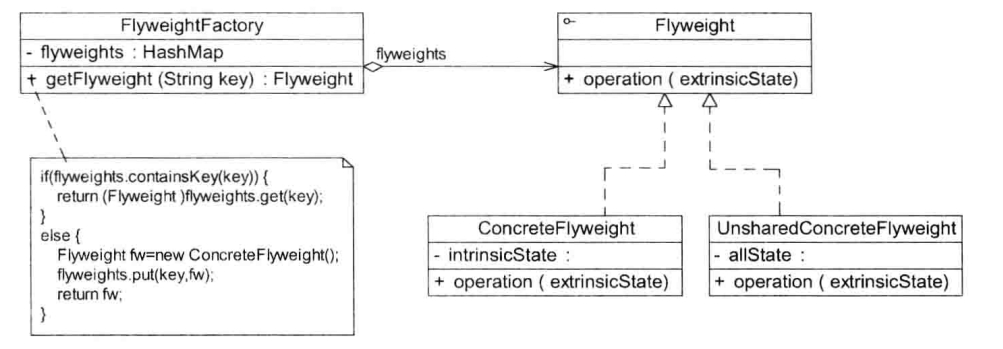 FlyweightFactory
- flyweights : HashMap
+ getFlyweight (String key) : Flyweight
flyweights
Flyweight
+ operation ( extrinsicState)
if(flyweights.containsKey(key)) {
return (Flyweight )flyweights.get(key);
}
else {
Flyweight fw=new ConcreteFlyweight();
flyweights.put(key,fw);
return fw;
}
ConcreteFlyweight
- intrinsicState :
+ operation ( extrinsicState)
UnsharedConcreteFlyweight
- allState :
+ operation ( extrinsicState)